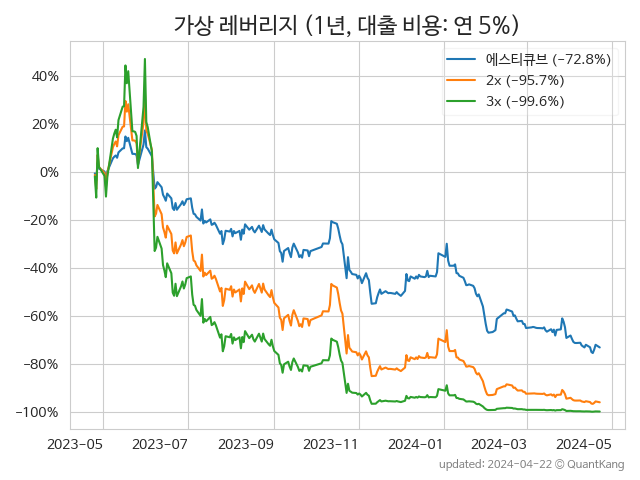 가상 레버리지 (1년, 대출 비용: 연 5%)
에스티큐브 (-72.8%)
2x (-95.7%)
3x (-99.6%)
40%
20%
0%
-20%
-40%
-60%
-80%
-100%
2023-05 2023-07 2023-09 2023-11 2024-01 2024-03 2024-05
updated: 2024-04-22 © QuantKang